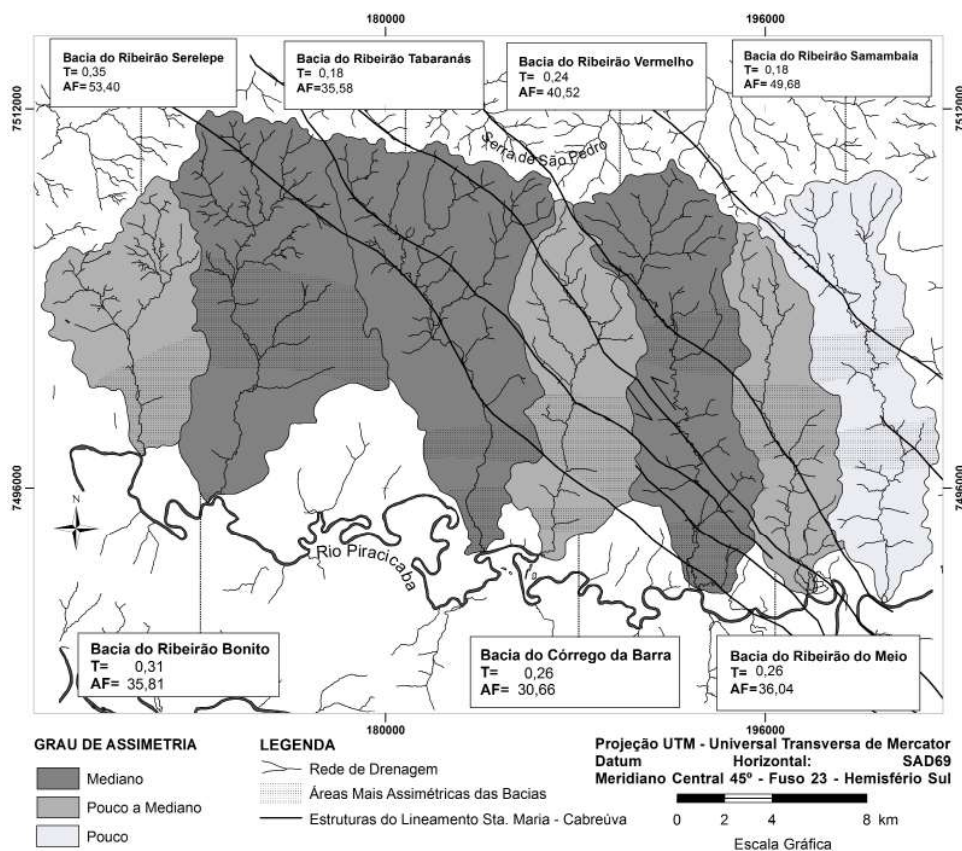 180000
196000
Bacia do Ribeirão Serelepe
T= 0,35
AF= 53,40
Bacia do Ribeirão Tabaranás
T= 0,18
AF= 35,58
Bacia do Ribeirão Vermelho
T= 0,24
AF= 40,52
Bacia do Ribeirão Samambaia
T= 0,18
AF= 49,68
7512000
7512000
Serra de São Pedro
7496000
7496000
N
Rio Piracicaba
Bacia do Ribeirão Bonito
T= 0,31
AF= 35,81
Bacia do Córrego da Barra
T= 0,26
AF= 30,66
Bacia do Ribeirão do Meio
T= 0,26
AF= 36,04
180000
196000
GRAU DE ASSIMETRIA
Mediano
Pouco a Mediano
Pouco
LEGENDA
Rede de Drenagem
Áreas Mais Assimétricas das Bacias
Estruturas do Lineamento Sta. Maria - Cabreúva
Projeção UTM - Universal Transversa de Mercator
Datum Horizontal: SAD69
Meridiano Central 45º - Fuso 23 - Hemisfério Sul
0 2 4 8 km
Escala Gráfica